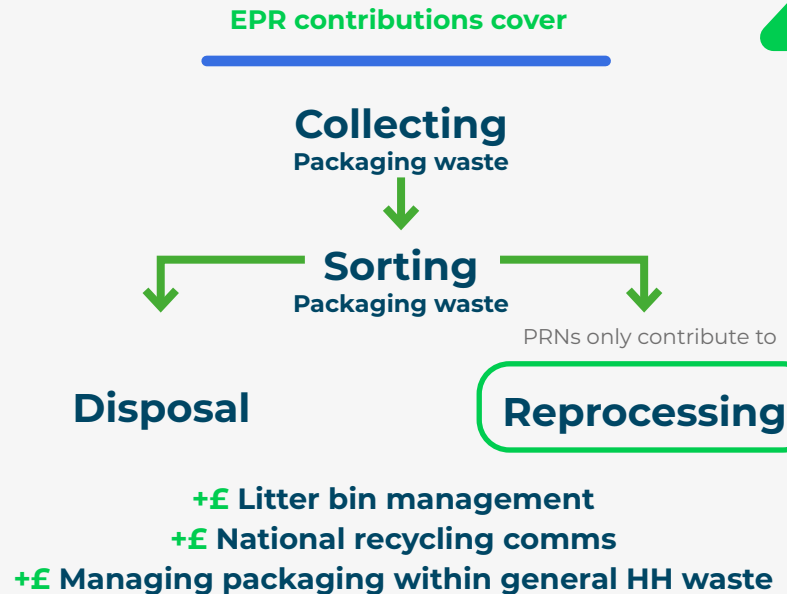 EPR contributions cover
Collecting
Packaging waste
Sorting
Packaging waste
PRNs only contribute to
Disposal
Reprocessing
+£ Litter bin management
+£ National recycling comms
+£ Managing packaging within general HH waste